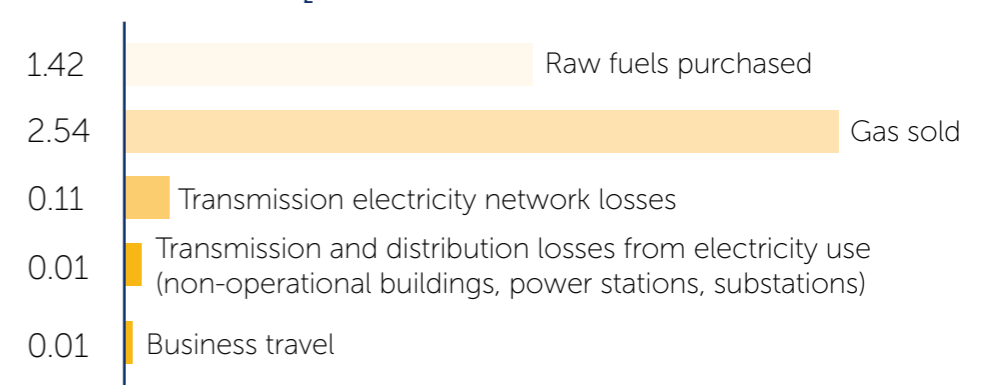 2
1.42 Raw fuels purchased
2.54 Gas sold
0.11 Transmission electricity network losses
0.01 Transmission and distribution losses from electricity use
(non-operational buildings, power stations, substations)
0.01 Business travel